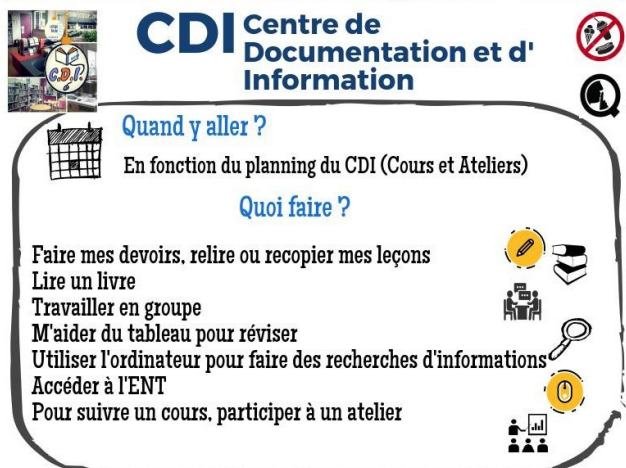 CDI
Centre de
Documentation et d'
Information
C.D.I.
Quand y aller ?
En fonction du planning du CDI (Cours et Ateliers)
Quoi faire ?
Faire mes devoirs, relire ou recopier mes leçons
Lire un livre
Travailler en groupe
M'aider du tableau pour réviser
Utiliser l'ordinateur pour faire des recherches d'informations
Accéder à l'ENT
Pour suivre un cours, participer à un atelier